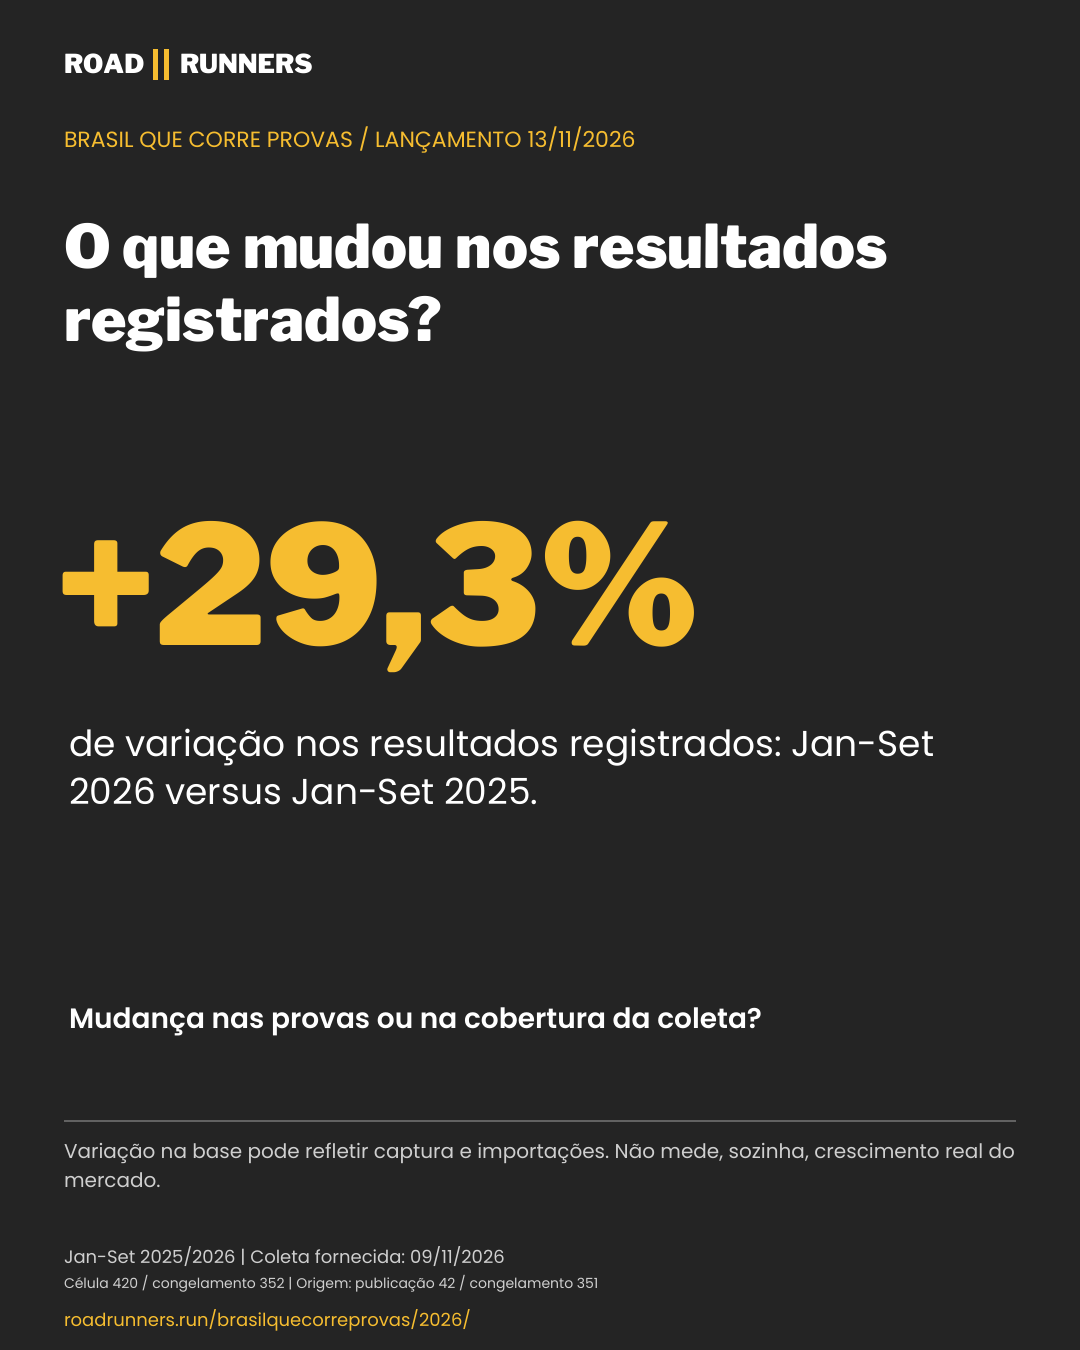 ROAD || RUNNERS
BRASIL QUE CORRE PROVAS / LANÇAMENTO 13/11/2026
O que mudou nos resultados
registrados?
+29,3%
de variação nos resultados registrados: Jan-Set
2026 versus Jan-Set 2025.
Mudança nas provas ou na cobertura da coleta?
Variação na base pode refletir captura e importações. Não mede, sozinha, crescimento real do
mercado.
Jan-Set 2025/2026 | Coleta fornecida: 09/11/2026
Célula 420 / congelamento 352 | Origem: publicação 42 / congelamento 351
roadrunners.run/brasilquecorreprovas/2026/